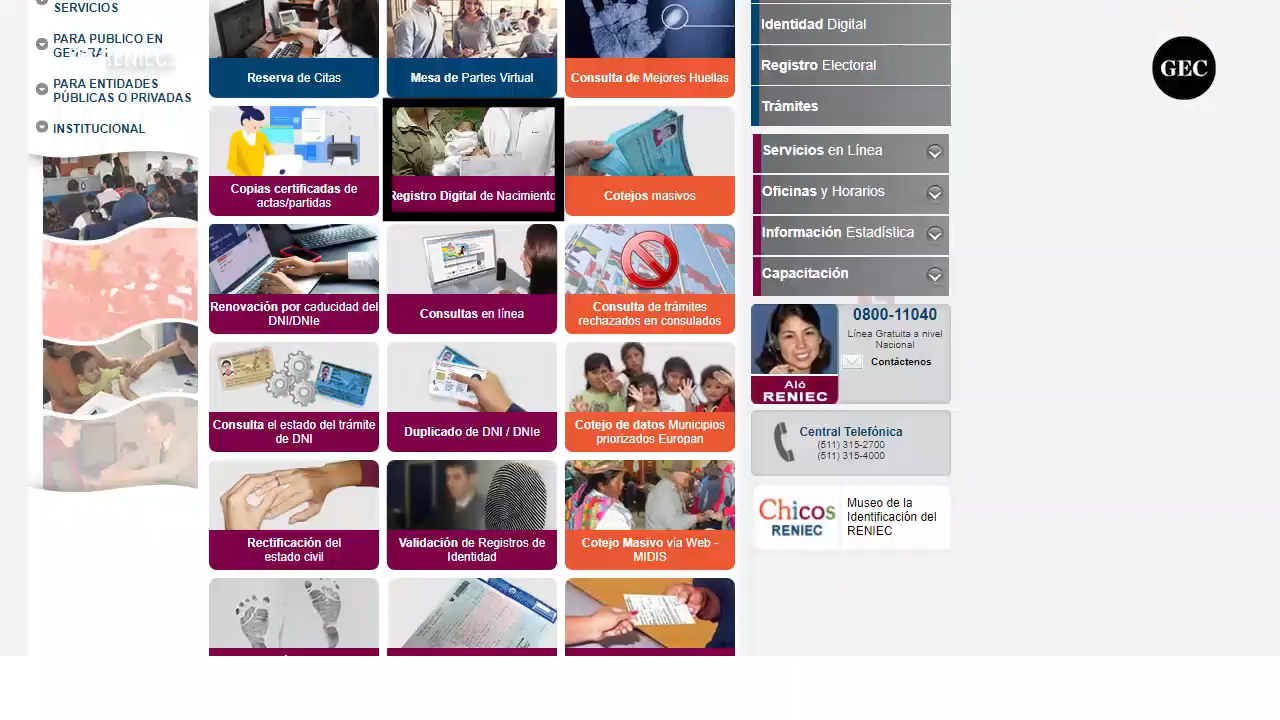 SERVICIOS
PARA PUBLICO EN
GENERAL
PARA ENTIDADES
PÚBLICAS O PRIVADAS
INSTITUCIONAL
Reserva de Citas
Mesa de Partes Virtual
Consulta de Mejores Huellas
Copias certificadas de
actas/partidas
Registro Digital de Nacimiento
Cotejos masivos
Renovación por caducidad del
DNI/DNIe
Consultas en línea
Consulta de trámites
rechazados en consulados
Consulta el estado del trámite
de DNI
Duplicado de DNI / DNIe
Cotejo de datos Municipios
priorizados Europan
Rectificación del
estado civil
Validación de Registros de
Identidad
Cotejo Masivo vía Web -
MIDIS
Identidad Digital
Registro Electoral
Trámites
Servicios en Línea
Oficinas y Horarios
Información Estadística
Capacitación
0800-11040
Línea Gratuita a nivel
Nacional
Contáctenos
Aló
RENIEC
Central Telefónica
(511) 315-2700
(511) 315-4000
Chicos
RENIEC
Museo de la
Identificación del
RENIEC
GEC